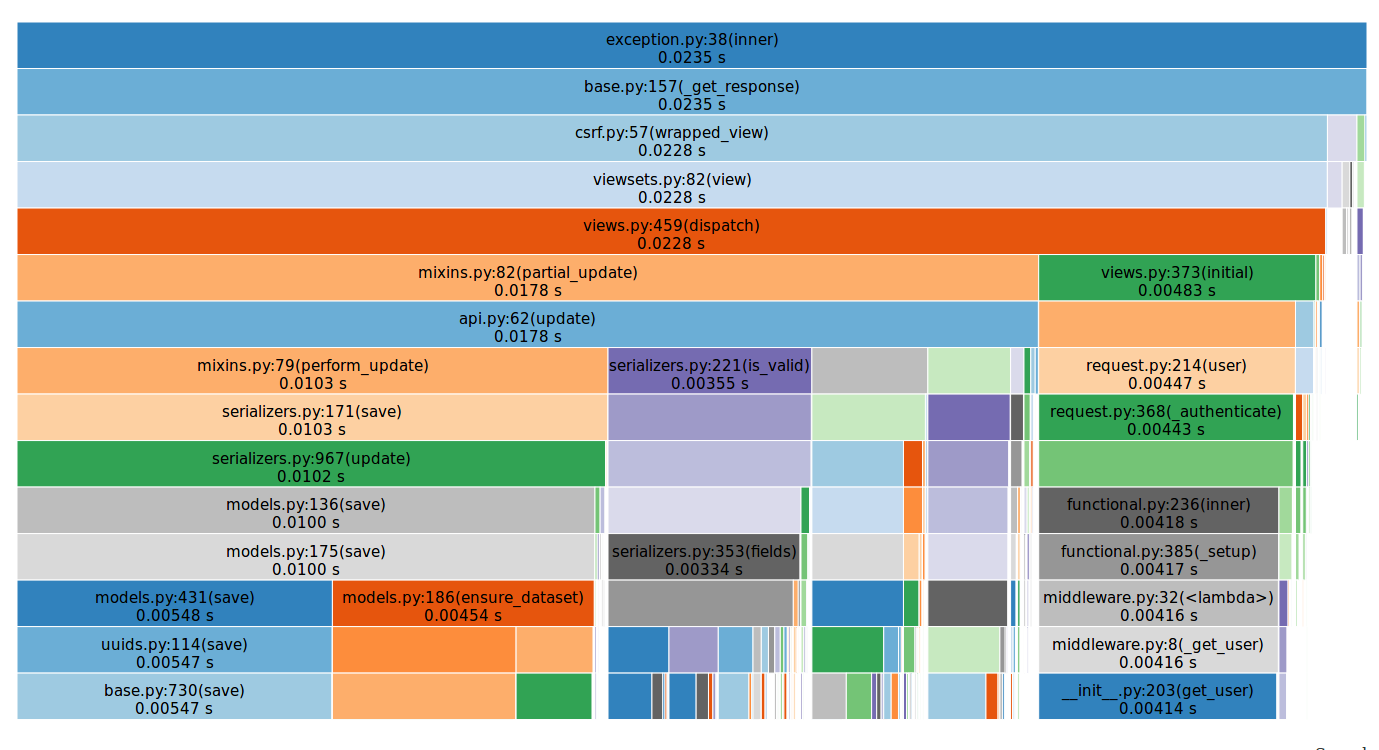 exception.py:38(inner)
0.0235 s
base.py:157(_get_response)
0.0235 s
csrf.py:57(wrapped_view)
0.0228 s
viewsets.py:82(view)
0.0228 s
views.py:459(dispatch)
0.0228 s
mixins.py:82(partial_update)
0.0178 s
views.py:373(initial)
0.00483 s
api.py:62(update)
0.0178 s
mixins.py:79(perform_update)
0.0103 s
serializers.py:221(is_valid)
0.00355 s
request.py:214(user)
0.00447 s
serializers.py:171(save)
0.0103 s
request.py:368(_authenticate)
0.00443 s
serializers.py:967(update)
0.0102 s
models.py:136(save)
0.0100 s
functional.py:236(inner)
0.00418 s
models.py:175(save)
0.0100 s
serializers.py:353(fields)
0.00334 s
functional.py:385(_setup)
0.00417 s
models.py:431(save)
0.00548 s
models.py:186(ensure_dataset)
0.00454 s
middleware.py:32(<lambda>)
0.00416 s
uuids.py:114(save)
0.00547 s
middleware.py:8(_get_user)
0.00416 s
base.py:730(save)
0.00547 s
__init__.py:203(get_user)
0.00414 s